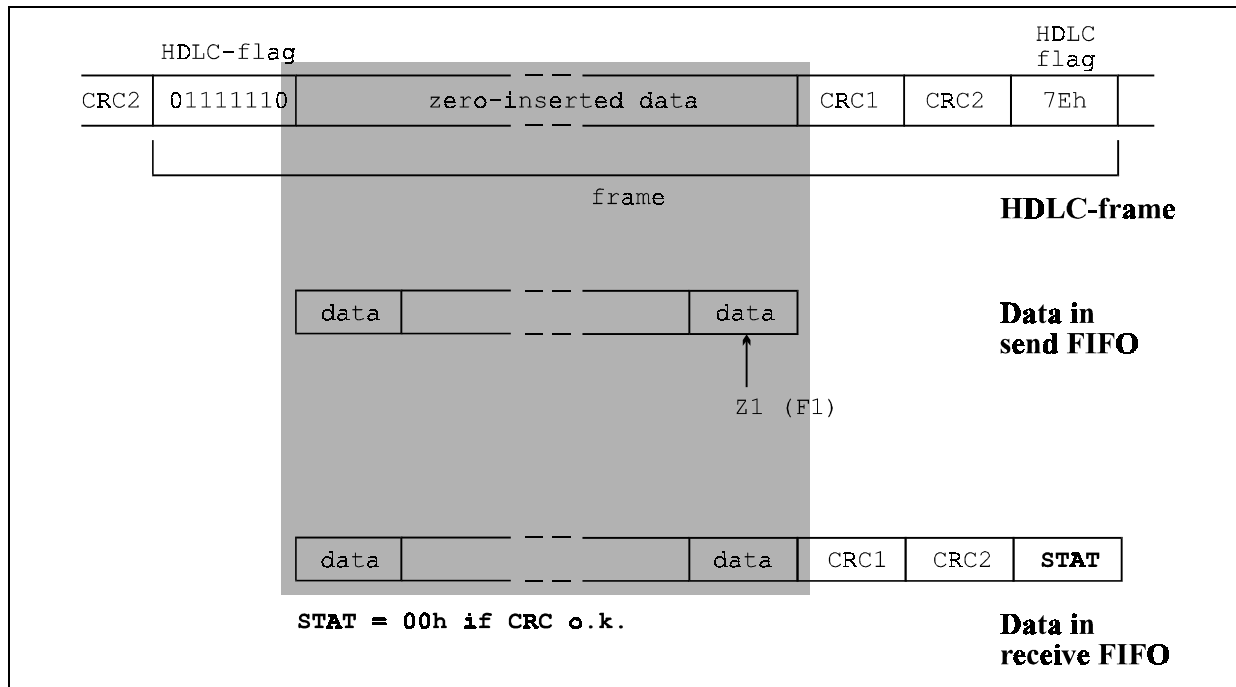 HDLC-flag
HDLC
flag
CRC2 01111110 zero-inserted data CRC1 CRC2 7Eh
frame
HDLC-frame
data data
Data in
send FIFO
Z1 (F1)
data data CRC1 CRC2 STAT
STAT = 00h if CRC o.k.
Data in
receive FIFO